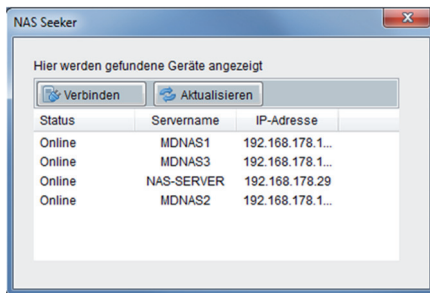 NAS Seeker
Hier werden gefundene Geräte angezeigt
Verbinden Aktualisieren
Status Servername IP-Adresse
Online MDNAS1 192.168.178.1...
Online MDNAS3 192.168.178.1...
Online NAS-SERVER 192.168.178.29
Online MDNAS2 192.168.178.1...